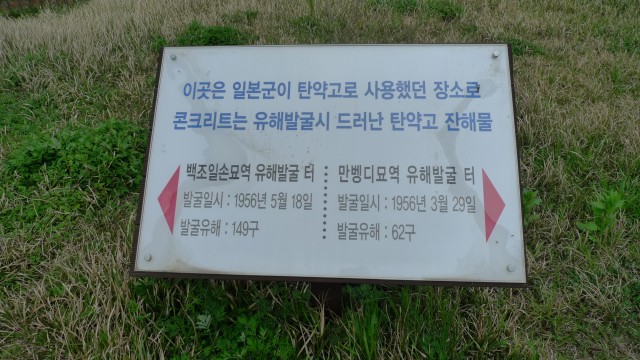 이곳은 일본군이 탄약고로 사용했던 장소로
콘크리트는 유해발굴시 드러난 탄약고 잔해물
백조일손묘역 유해발굴 터
발굴일시 : 1956년 5월 18일
발굴유해 : 149구
만벵디묘역 유해발굴 터
발굴일시 : 1956년 3월 29일
발굴유해 : 62구